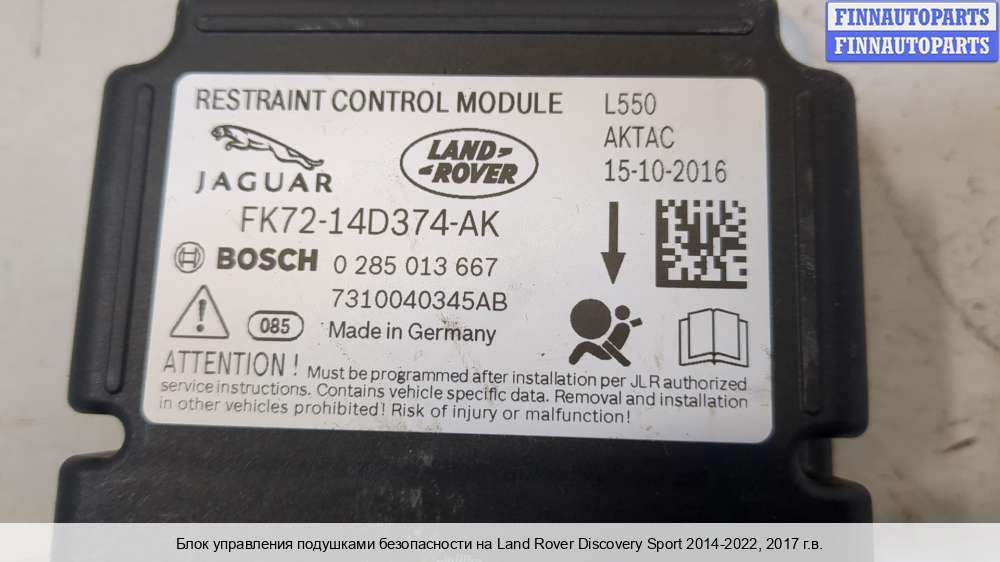 FINNAUTOPARTS
FINNAUTOPARTS
RESTRAINT CONTROL MODULE
L550
AKTAC
15-10-2016
JAGUAR
LAND-
-ROVER
FK72-14D374-AK
BOSCH 0 285 013 667
7310040345AB
085 Made in Germany
ATTENTION! Must be programmed after installation per JLR authorized
service instructions. Contains vehicle specific data. Removal and installation
in other vehicles prohibited! Risk of injury or malfunction!
Блок управления подушками безопасности на Land Rover Discovery Sport 2014-2022, 2017 г.в.